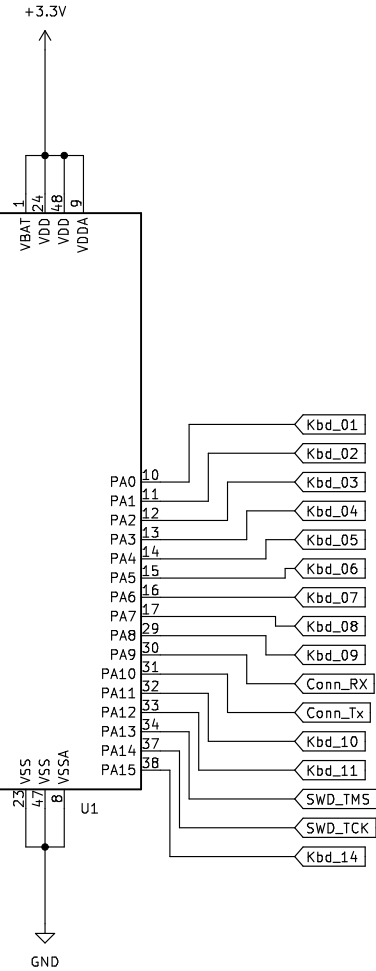 +3.3V
1 24 48 9
VBAT VDD VDD VDDA
Kbd_01
Kbd_02
PA0 10 Kbd_03
PA1 11
PA2 12 Kbd_04
PA3 13 Kbd_05
PA4 14
PA5 15 Kbd_06
PA6 16 Kbd_07
PA7 17 Kbd_08
PA8 29
PA9 30 Kbd_09
PA10 31 Conn_RX
PA11 32
PA12 33 Conn_Tx
PA13 34 Kbd_10
PA14 37
PA15 38 Kbd_11
VSS VSS VSSA
23 47 8
SWD_TMS
U1
SWD_TCK
Kbd_14
GND